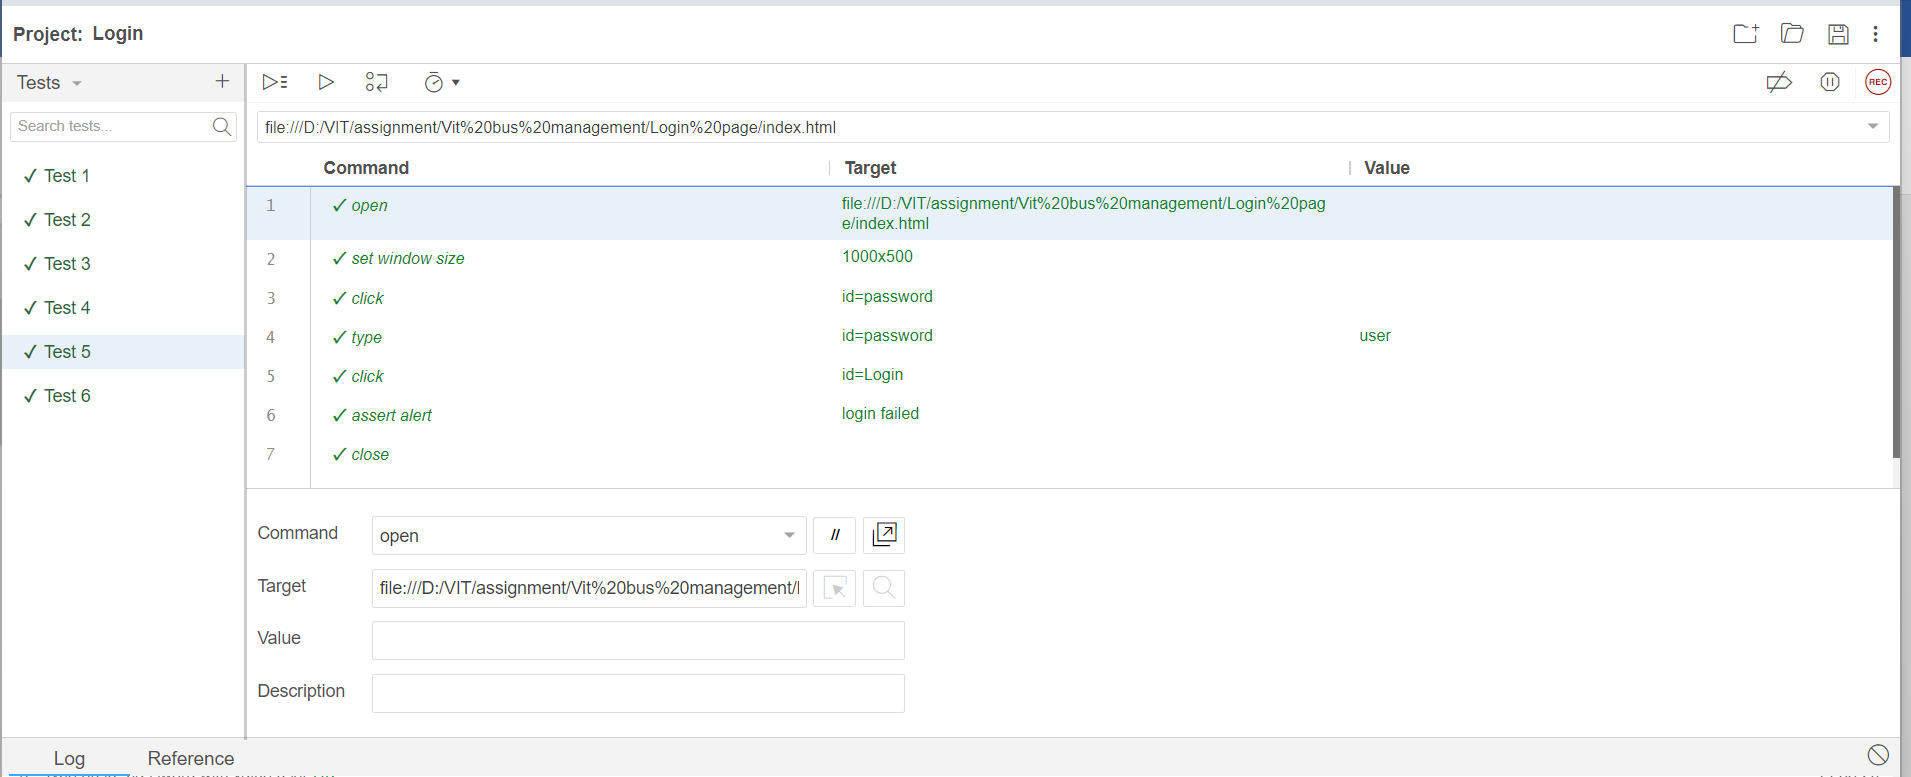 Project: Login
Tests
REC
Search tests...
file:///D:/VIT/assignment/Vit%20bus%20management/Login%20page/index.html
Command Target Value
Test 1
Test 2
Test 3
Test 4
Test 5
Test 6
1 open file:///D:/VIT/assignment/Vit%20bus%20management/Login%20pag
e/index.html
2 set window size 1000x500
3 click id=password
4 type id=password user
5 click id=Login
6 assert alert login failed
7 close
Command open //
Target file:///D:/VIT/assignment/Vit%20bus%20management/
Value
Description
Log Reference